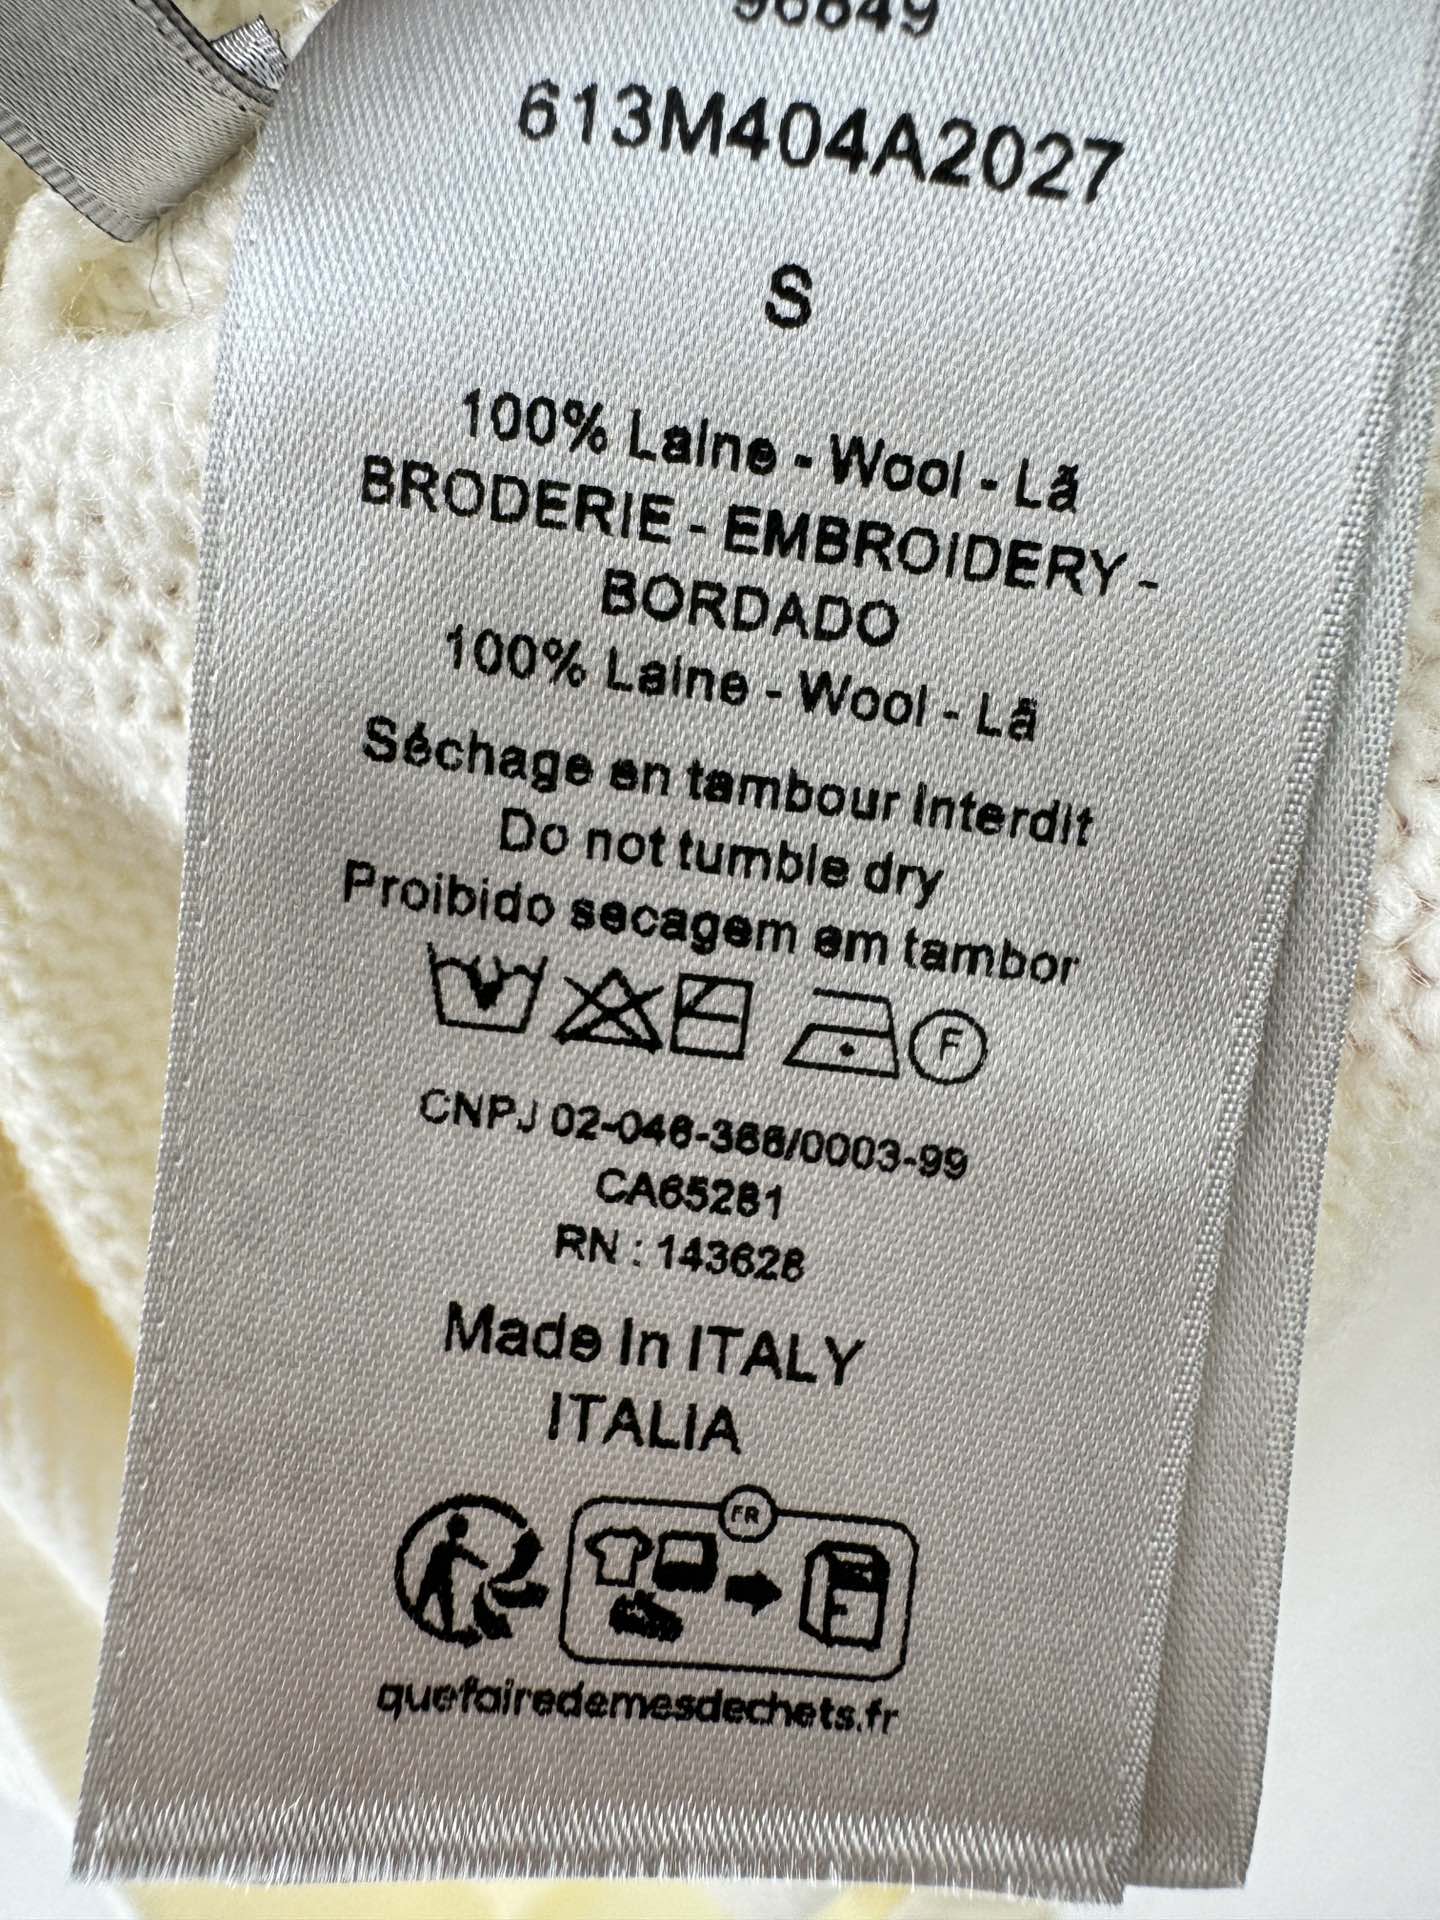 96849
613M404A2027
S
100% Laine - Wool - Lã
BRODERIE - EMBROIDERY -
BORDADO
100% Laine - Wool - Lã
Séchage en tambour interdit
Do not tumble dry
Proibido secagem em tambor
F
CNPJ 02-046-366/0003-99
CA65281
RN : 143628
Made in ITALY
ITALIA
FR
quefairedemesdechets.fr